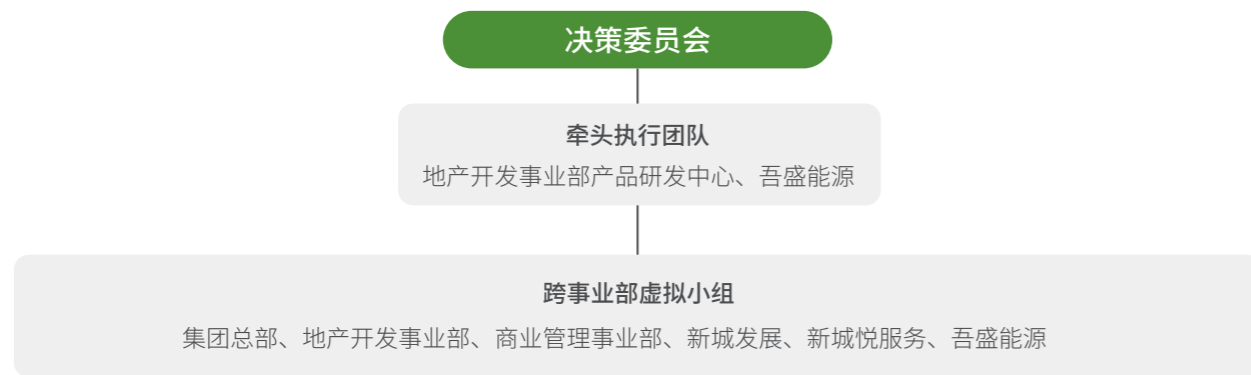 决策委员会
牵头执行团队
地产开发事业部产品研发中心、吾盛能源
跨事业部虚拟小组
集团总部、地产开发事业部、商业管理事业部、新城发展、新城悦服务、吾盛能源